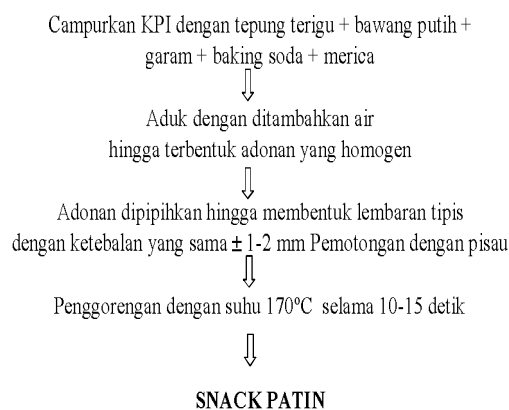 Campurkan KPI dengan tepung terigu + bawang putih +
garam + baking soda + merica
Aduk dengan ditambahkan air
hingga terbentuk adonan yang homogen
Adonan dipipihkan hingga membentuk lembaran tipis
dengan ketebalan yang sama ± 1-2 mm Pemotongan dengan pisau
Penggorengan dengan suhu 170ºC selama 10-15 detik
SNACK PATIN